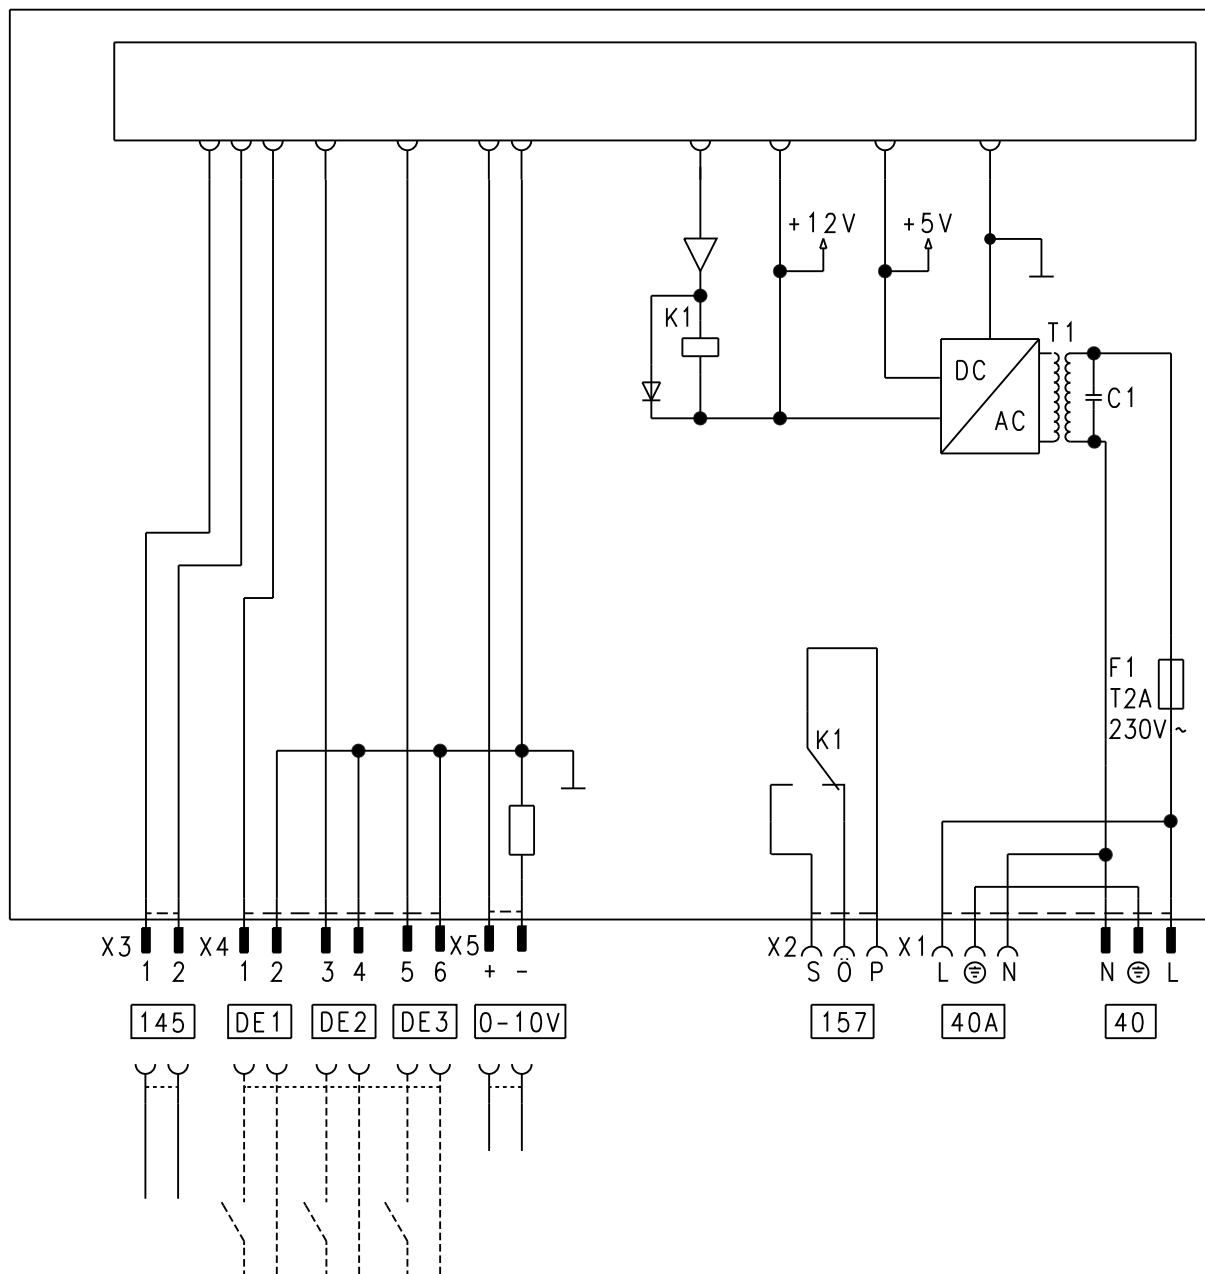 +12V +5V
K1 T1
DC
C1
AC
F1
T2A
K1 230V~
X3 X4 X5 X2 X1
1 2 1 2 3 4 5 6 + - S Ö P L N N L
145 DE1 DE2 DE3 0-10V 157 40A 40